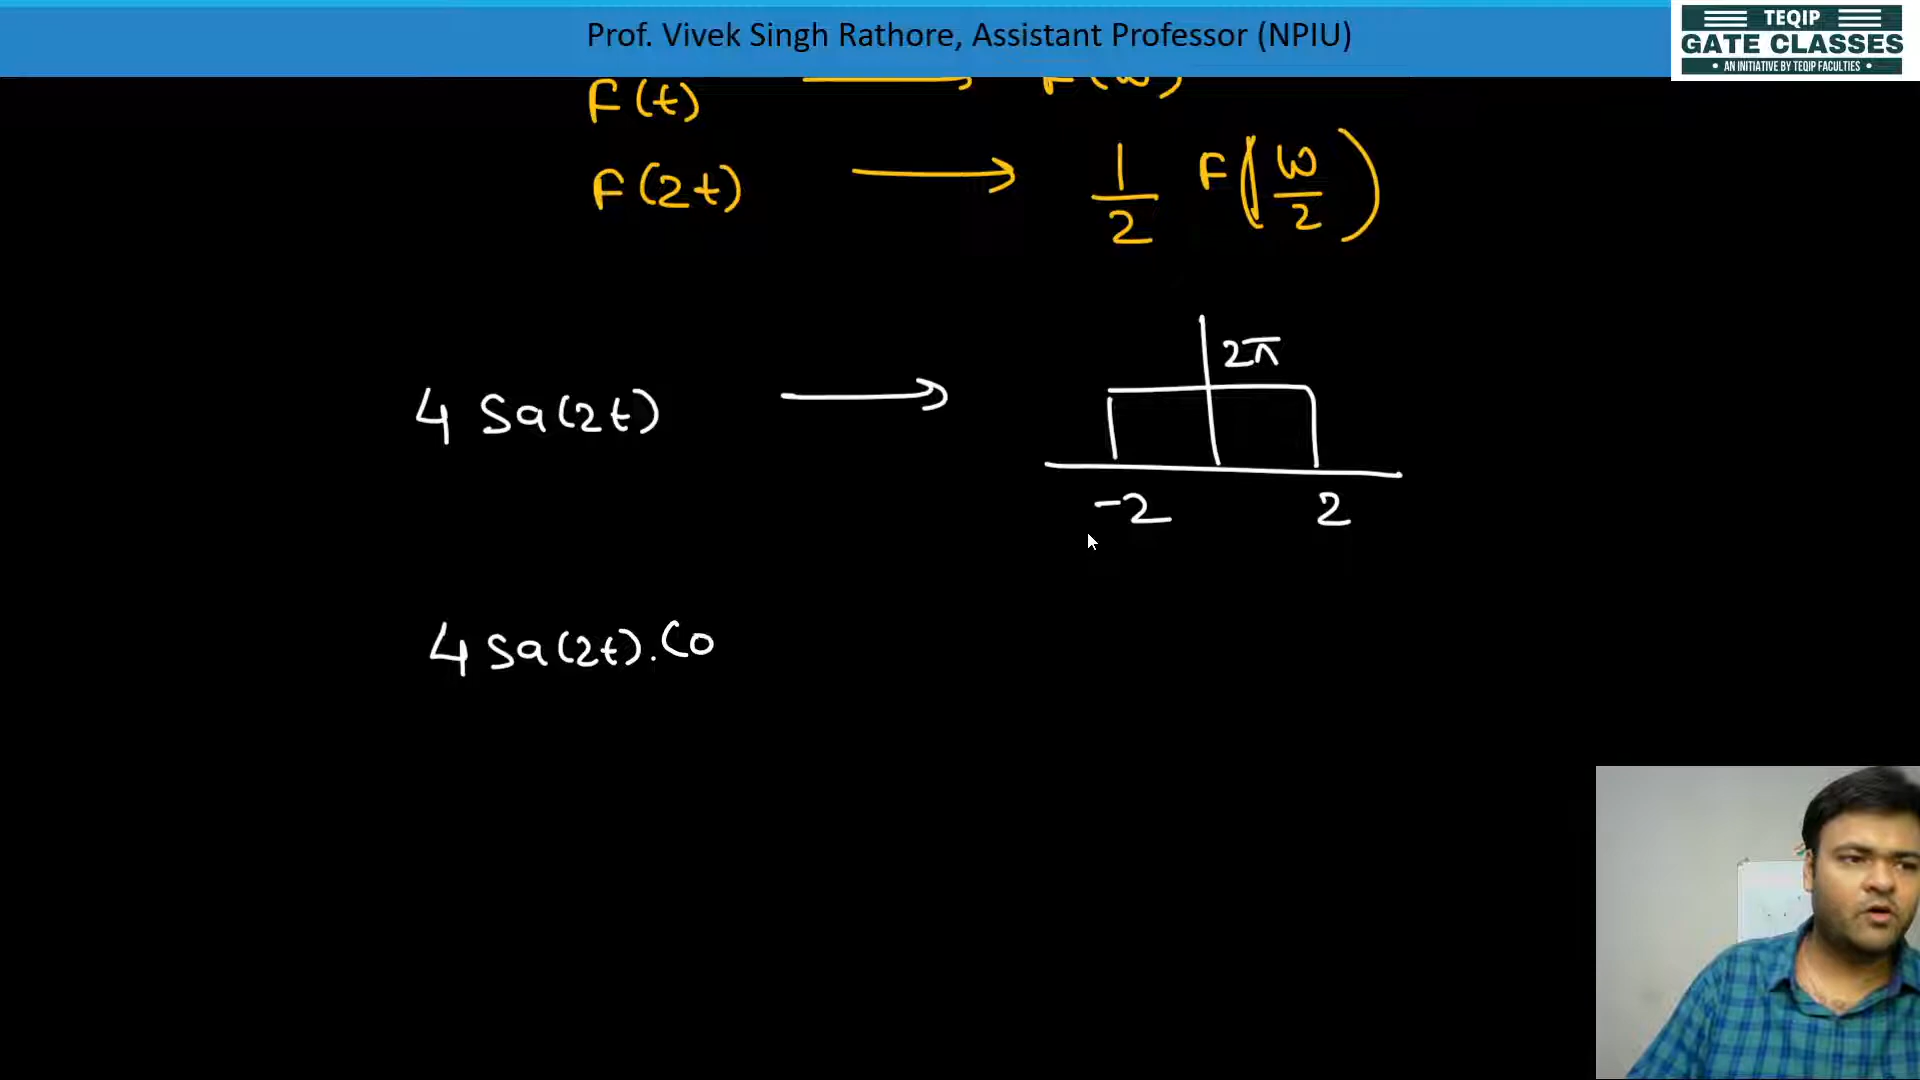 Prof. Vivek Singh Rathore, Assistant Professor (NPIU)
TEQIP
GATE CLASSES
• AN INITIATIVE BY TEQIP FACULTIES •
F(t) → F(ω)
F(2t) → 1/2 F(ω/2)
2π
4 Sa(2t) →
-2 2
4 Sa(2t).Co